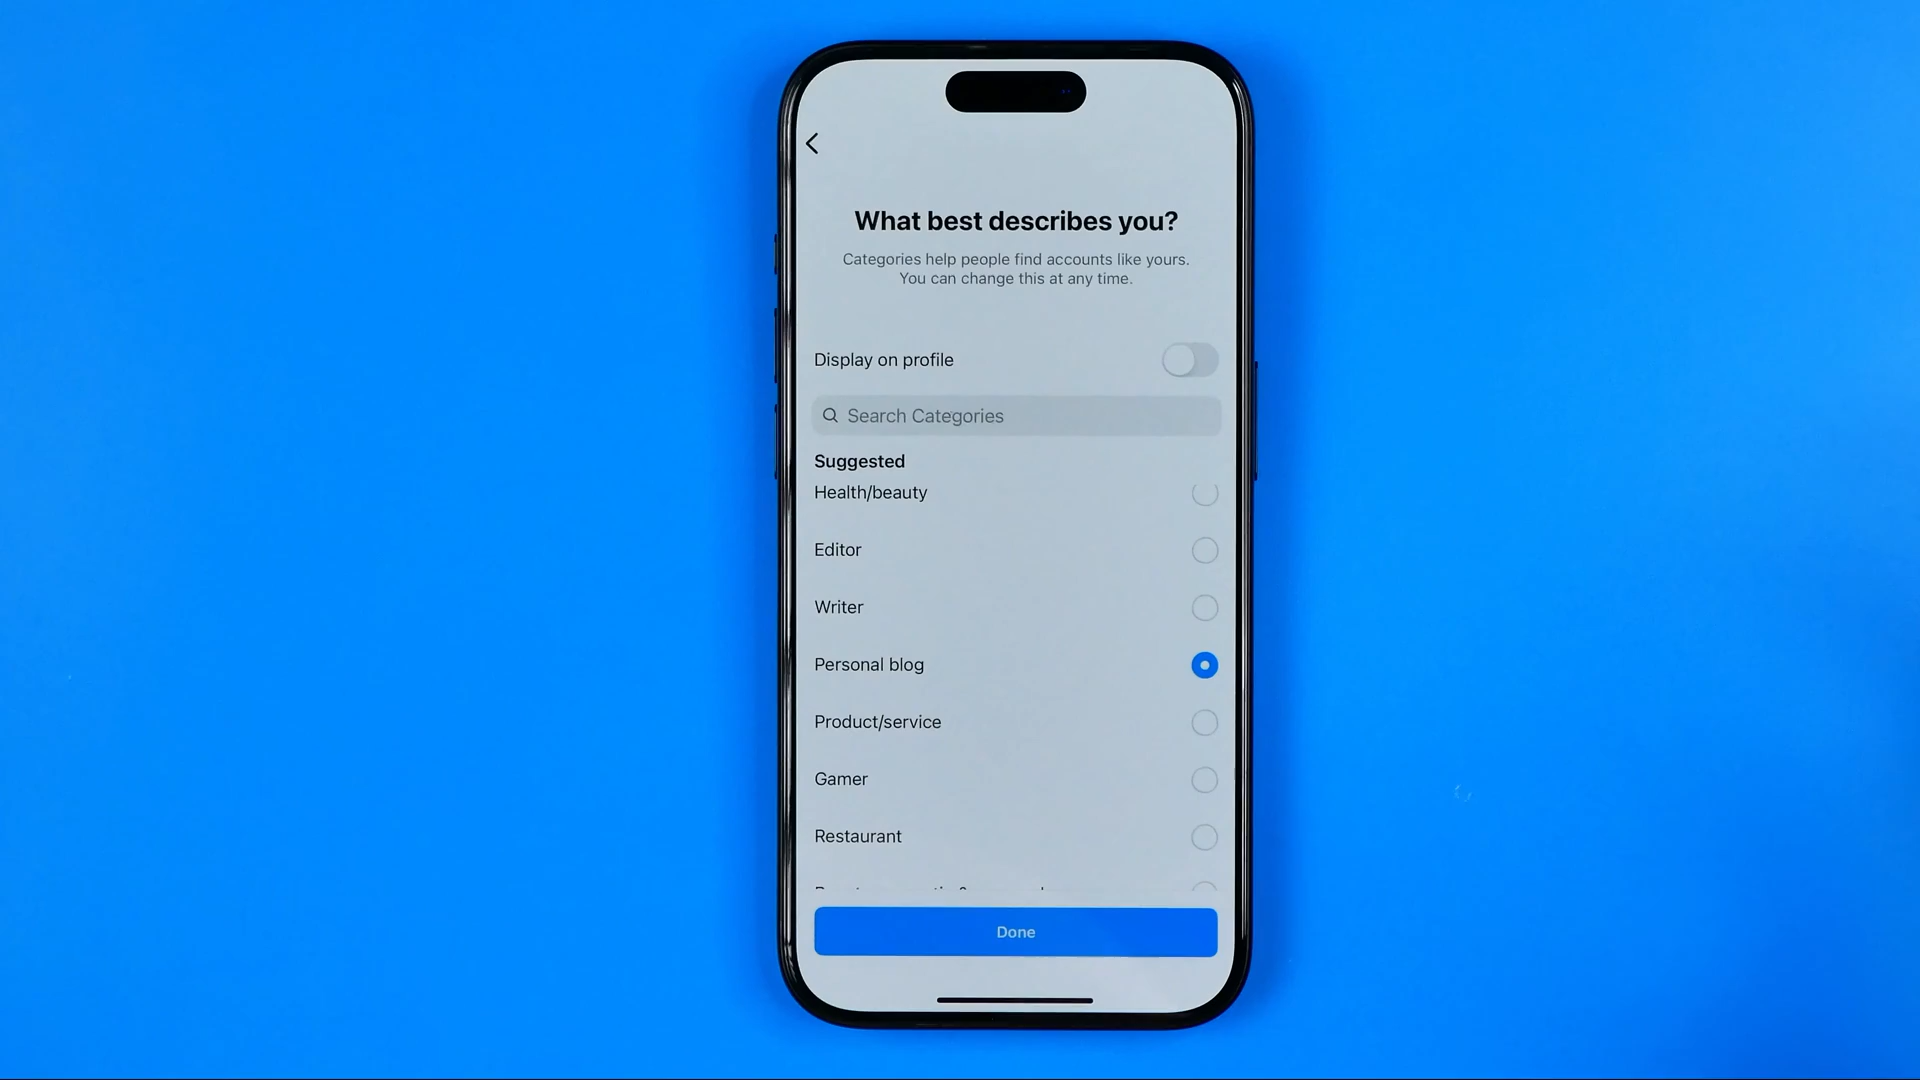 What best describes you?
Categories help people find accounts like yours.
You can change this at any time.
Display on profile
Search Categories
Suggested
Health/beauty
Editor
Writer
Personal blog
Product/service
Gamer
Restaurant
Done